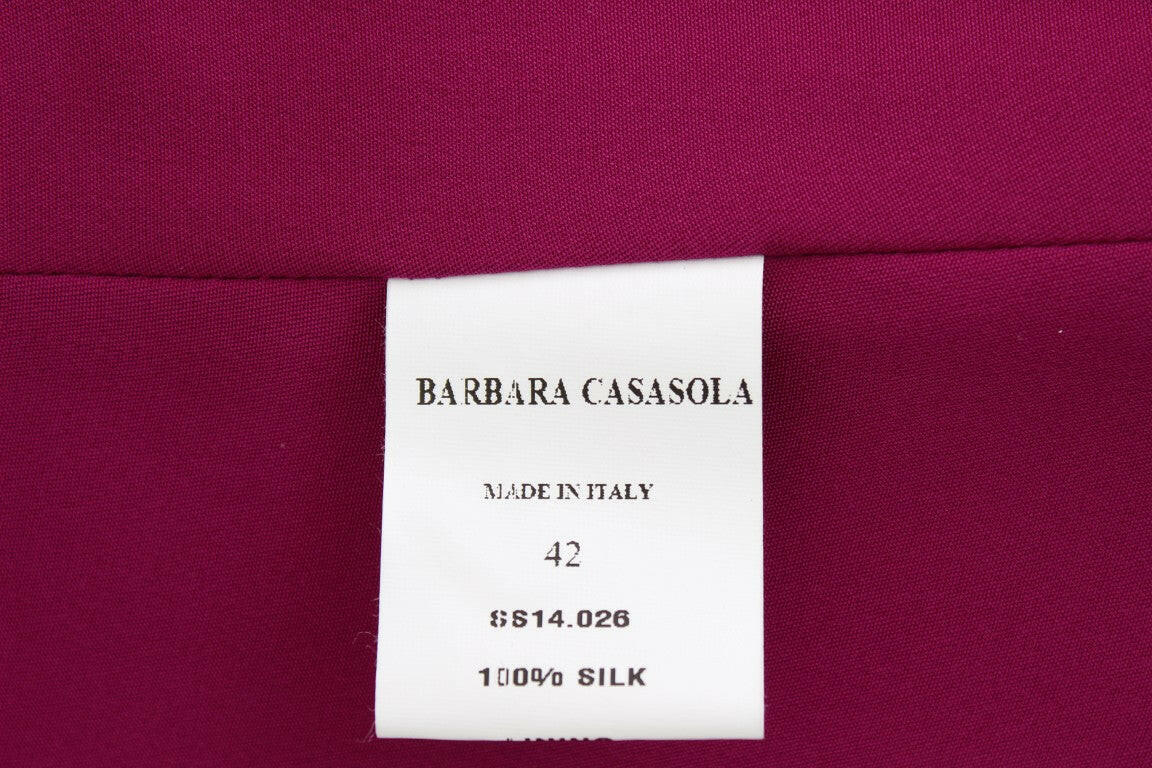 BARBARA CASASOLA
MADE IN ITALY
42
SS14.026
100% SILK